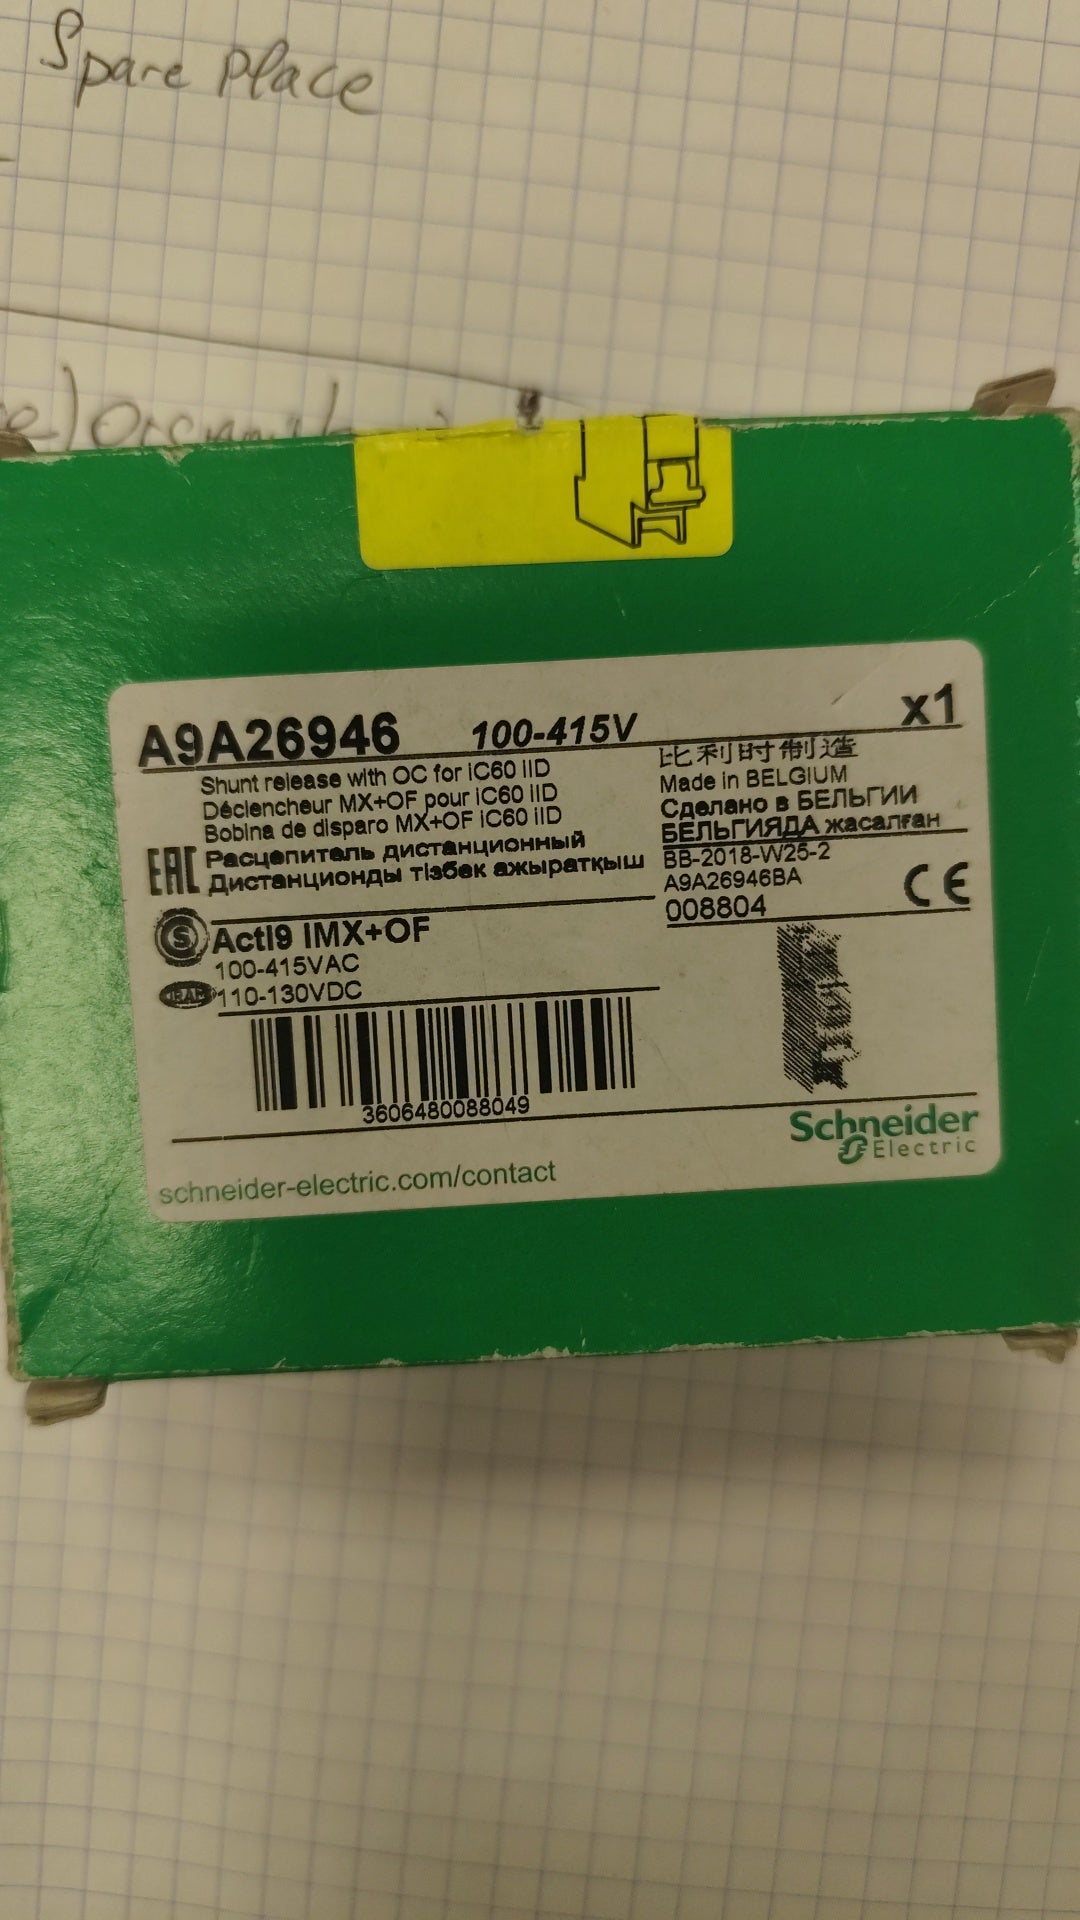 Spare Place
A9A26946 100-415V x1
Shunt release with OC for iC60 iID
Déclencheur MX+OF pour iC60 iID
Bobina de disparo MX+OF iC60 iID
EAC Расцепитель дистанционный
Дистанционды тізбек ажыратқыш
比利时制造
Made in BELGIUM
Сделано в БЕЛЬГИИ
БЕЛЬГИЯДА жасалған
BB-2018-W25-2
A9A26946BA
008804
CE
S
Acti9 iMX+OF
100-415VAC
110-130VDC
3606480088049
Schneider
Electric
schneider-electric.com/contact